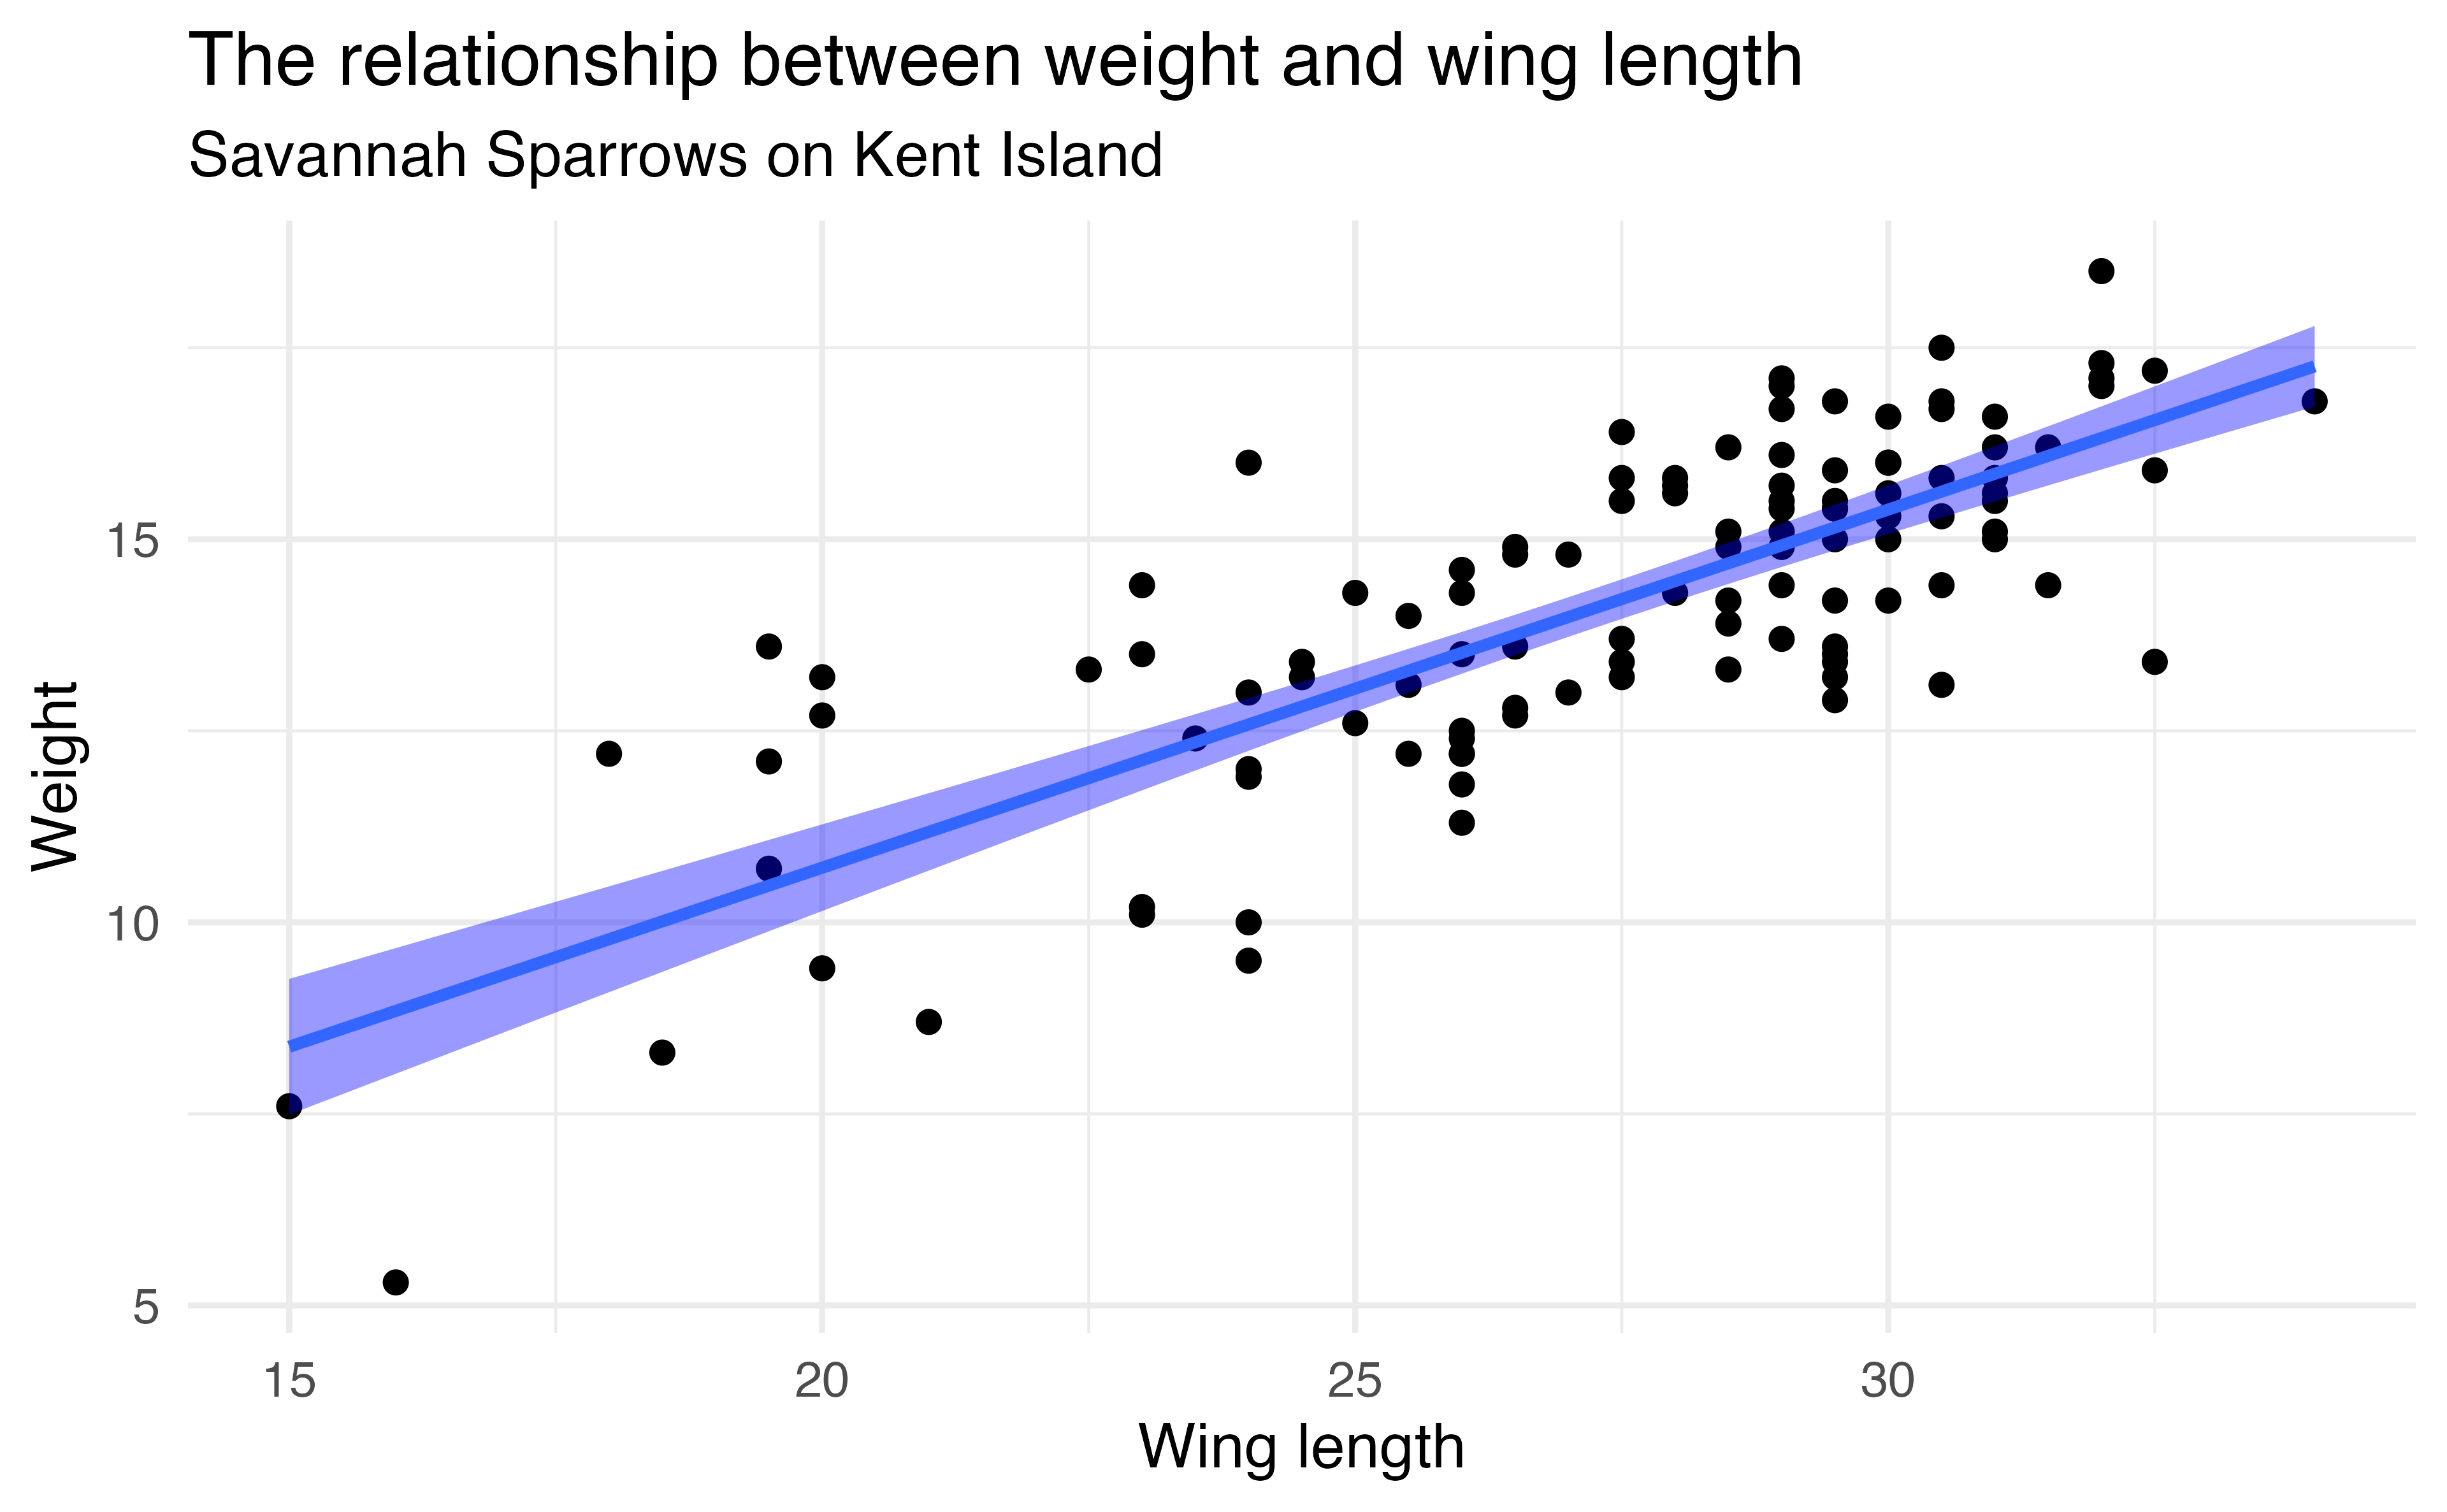 The relationship between weight and wing length
Savannah Sparrows on Kent Island
Weight
15
10
5
15 20 25 30
Wing length